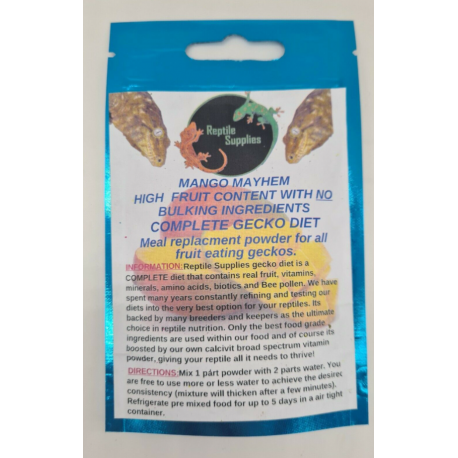 Reptile
Supplies
MANGO MAYHEM
HIGH FRUIT CONTENT WITH NO
BULKING INGREDIENTS
COMPLETE GECKO DIET
Meal replacment powder for all
fruit eating geckos.
INFORMATION:Reptile Supplies gecko diet is a
COMPLETE diet that contains real fruit, vitamins,
minerals, amino acids, biotics and Bee pollen. We have
spent many years constantly refining and testing our
diets into the very best option for your reptiles. Its
backed by many breeders and keepers as the ultimate
choice in reptile nutrition. Only the best food grade
ingredients are used within our food and of course its
boosted by our own calcivit broad spectrum vitamin
powder, giving your reptile all it needs to thrive!
DIRECTIONS:Mix 1 part powder with 2 parts water. You
are free to use more or less water to achieve the desired
consistency (mixture will thicken after a few minutes).
Refrigerate pre mixed food for up to 5 days in a air tight
container.